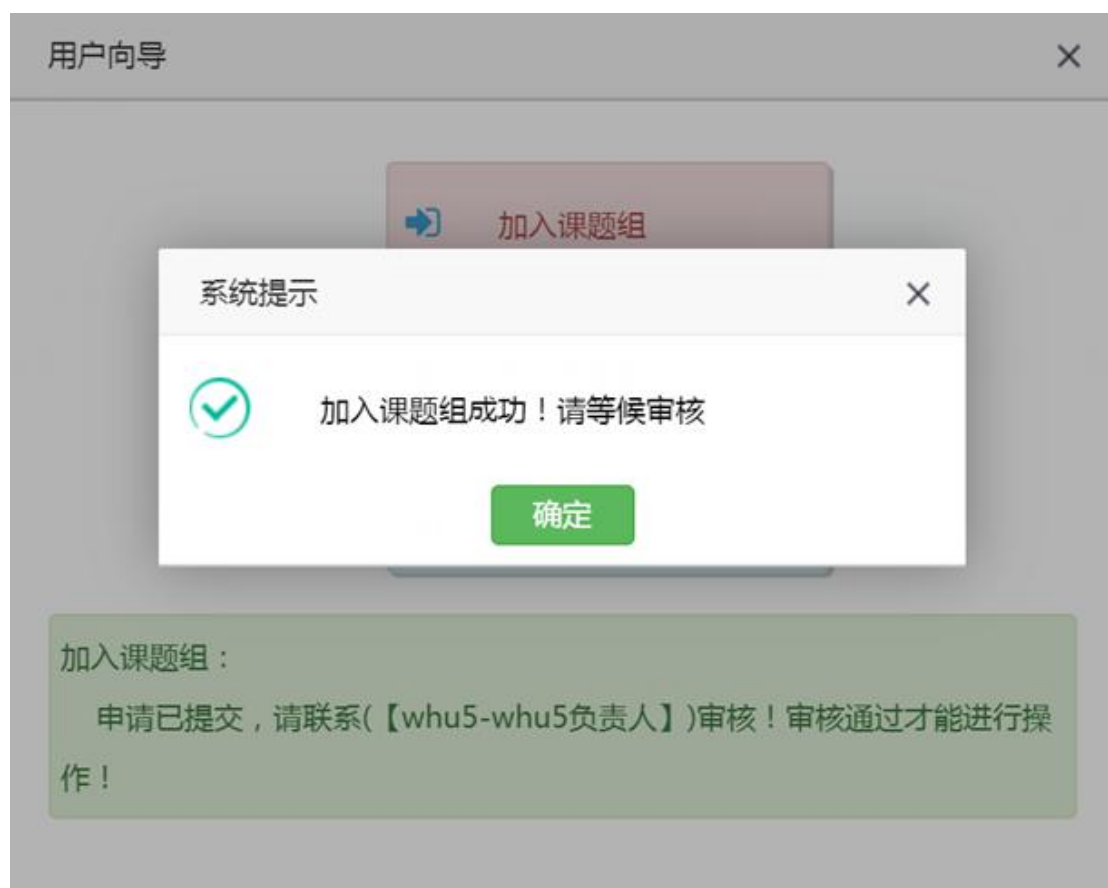 用户向导
加入课题组
系统提示
加入课题组成功！请等候审核
确定
加入课题组：
申请已提交，请联系(【whu5-whu5负责人】)审核！审核通过才能进行操
作！